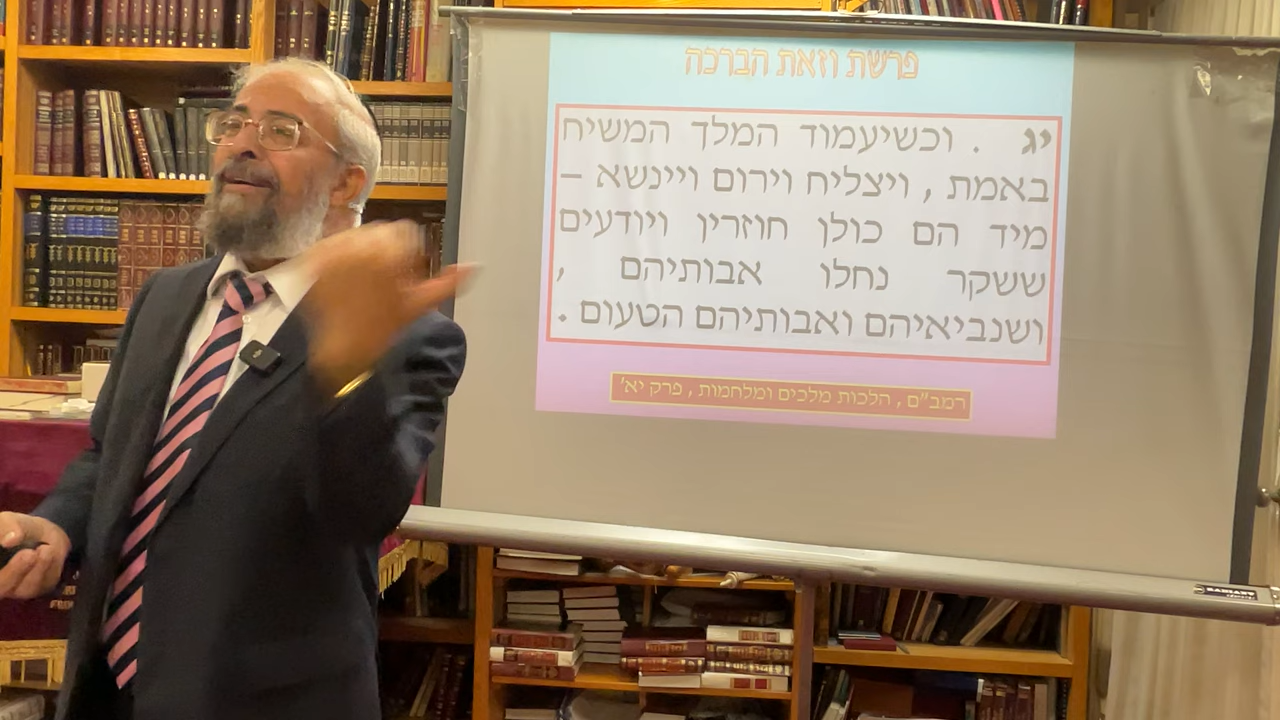 פרשת וזאת הברכה
יג . וכשיעמוד המלך המשיח
באמת , ויצליח וירום ויינשא –
מיד הם כולן חוזרין ויודעים
ששקר נחלו אבותיהם ,
ושנביאיהם ואבותיהם הטעום .
רמב"ם , הלכות מלכים ומלחמות , פרק יא'